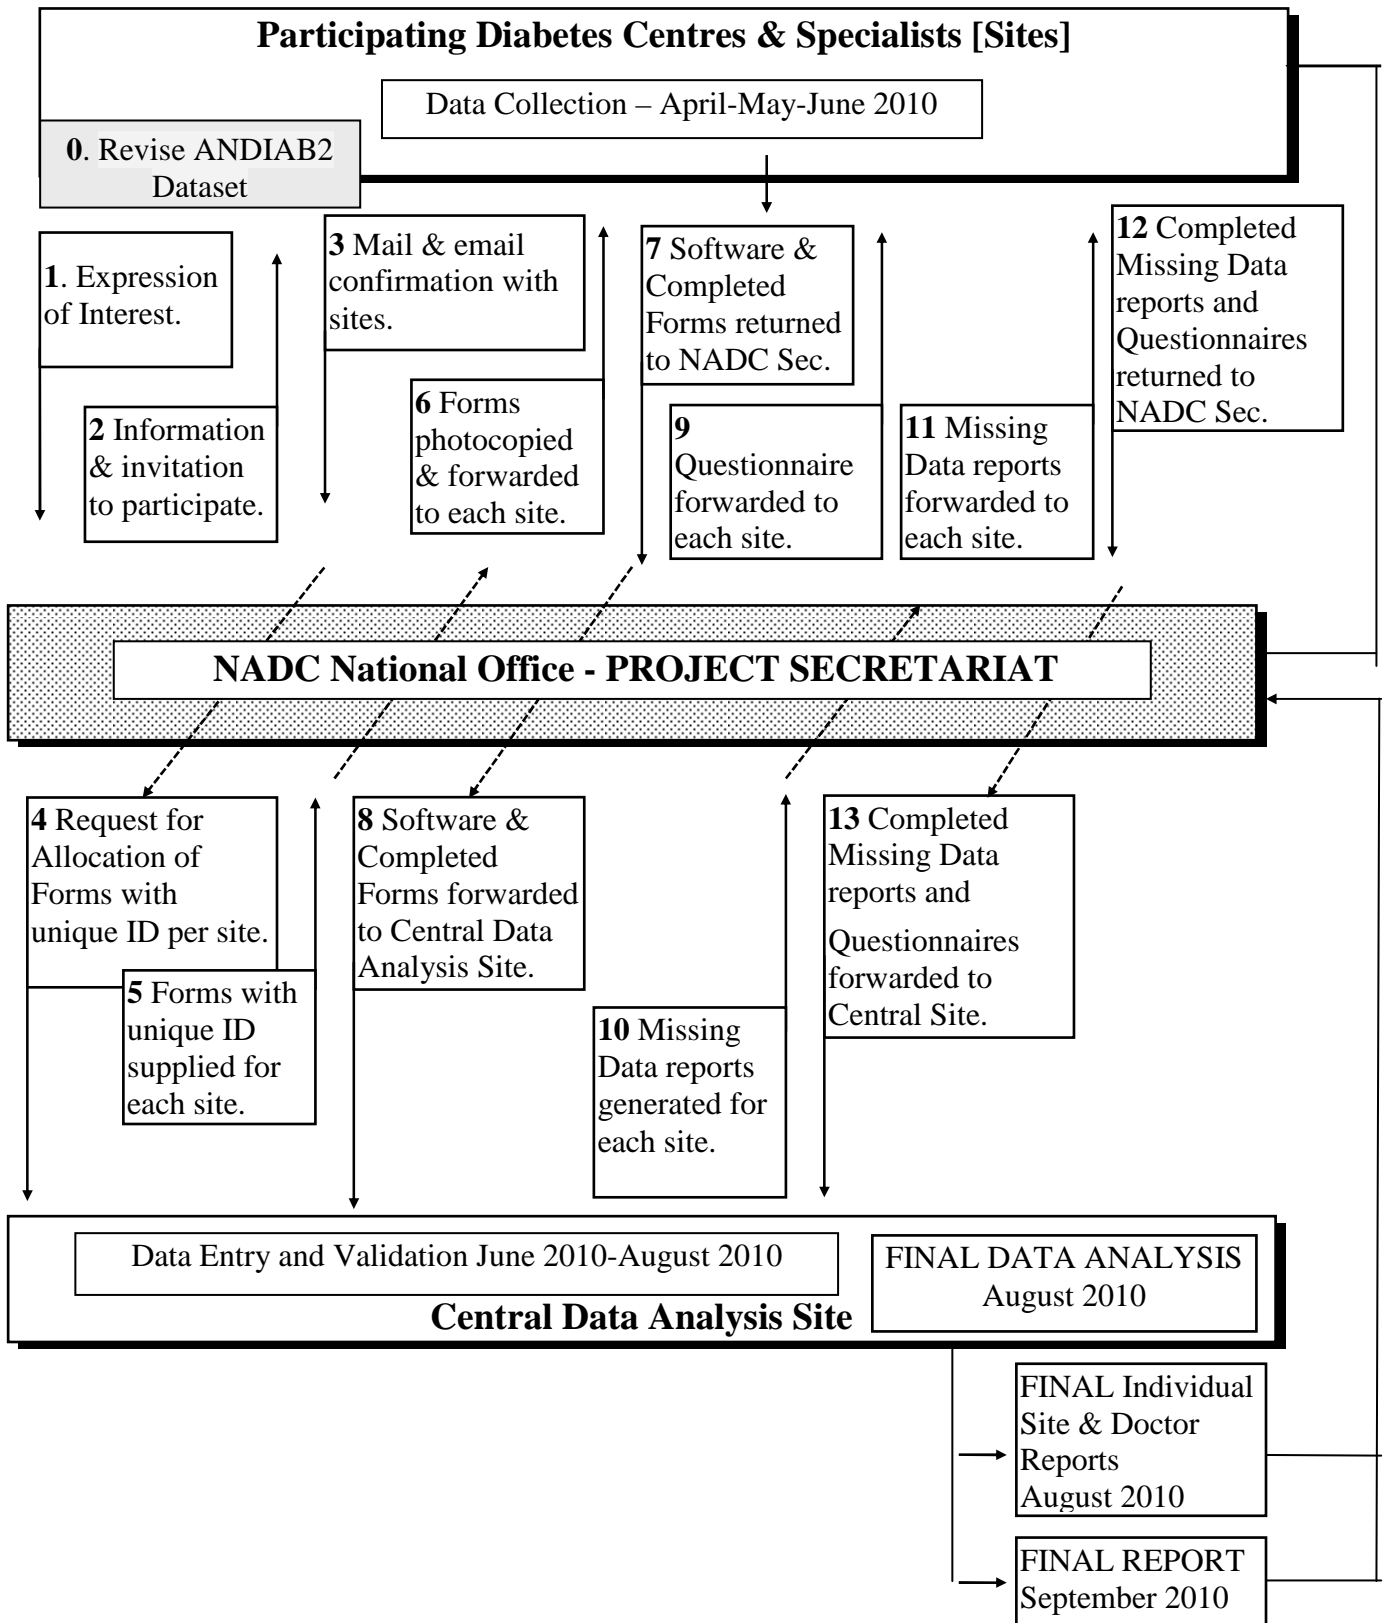 Participating Diabetes Centres & Specialists [Sites]
Data Collection – April-May-June 2010
0. Revise ANDIAB2
Dataset
1. Expression
of Interest.
2 Information
& invitation
to participate.
3 Mail & email
confirmation with
sites.
6 Forms
photocopied
& forwarded
to each site.
7 Software &
Completed
Forms returned
to NADC Sec.
9
Questionnaire
forwarded to
each site.
11 Missing
Data reports
forwarded to
each site.
12 Completed
Missing Data
reports and
Questionnaires
returned to
NADC Sec.
NADC National Office - PROJECT SECRETARIAT
4 Request for
Allocation of
Forms with
unique ID per site.
5 Forms with
unique ID
supplied for
each site.
8 Software &
Completed
Forms forwarded
to Central Data
Analysis Site.
10 Missing
Data reports
generated for
each site.
13 Completed
Missing Data
reports and
Questionnaires
forwarded to
Central Site.
Data Entry and Validation June 2010-August 2010
FINAL DATA ANALYSIS
August 2010
Central Data Analysis Site
FINAL Individual
Site & Doctor
Reports
August 2010
FINAL REPORT
September 2010